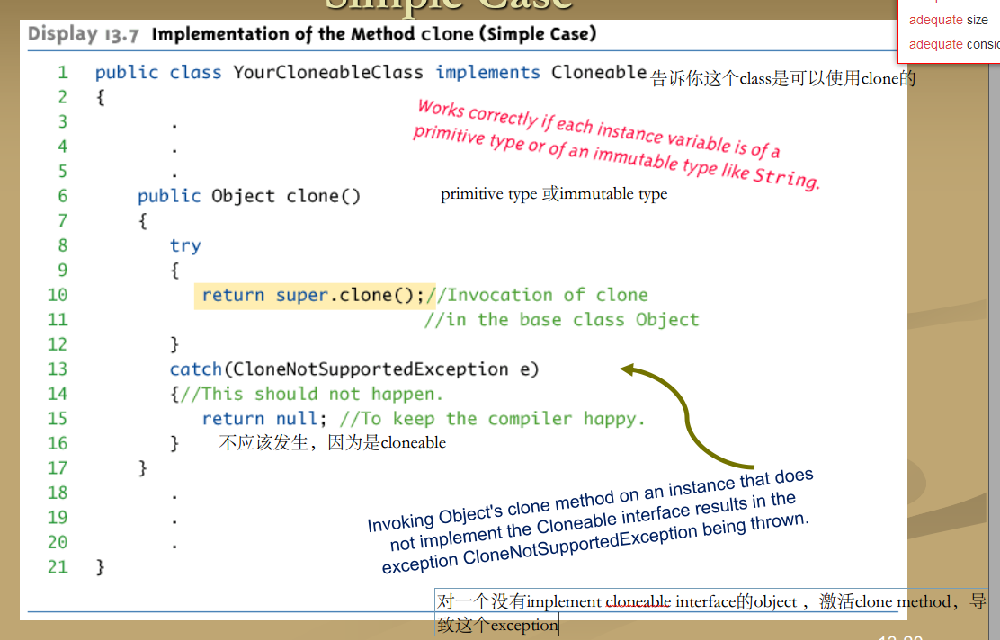 Simple Case
adequate size
adequate
Display 13.7 Implementation of the Method clone (Simple Case)
1 public class YourCloneableClass implements Cloneable 告诉你这个class是可以使用clone的
2 {
3 .
4 .
5 .
Works correctly if each instance variable is of a
primitive type or of an immutable type like String.
6 public Object clone() primitive type 或immutable type
7 {
8 try
9 {
10 return super.clone();//Invocation of clone
11 //in the base class Object
12 }
13 catch(CloneNotSupportedException e)
14 {//This should not happen.
15 return null; //To keep the compiler happy.
16 } 不应该发生，因为是cloneable
17 }
18 .
19 .
20 .
21 }
Invoking Object's clone method on an instance that does
not implement the Cloneable interface results in the
exception CloneNotSupportedException being thrown.
对一个没有implement cloneable interface的object ，激活clone method，导
致这个exception